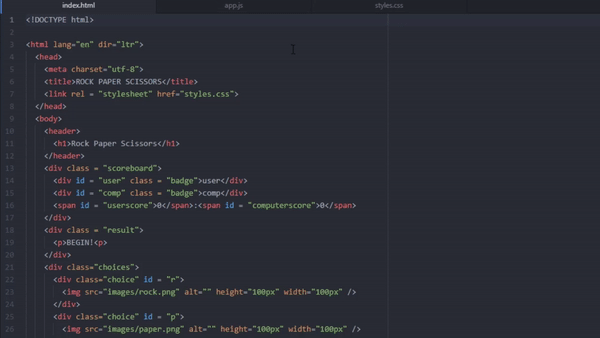 index.html app.js styles.css
1 <!DOCTYPE html>
2
3 <html lang="en" dir="ltr">
4 <head>
5 <meta charset="utf-8">
6 <title>ROCK PAPER SCISSORS</title>
7 <link rel = "stylesheet" href="styles.css">
8 </head>
9 <body>
10 <header>
11 <h1>Rock Paper Scissors</h1>
12 </header>
13 <div class = "scoreboard">
14 <div id = "user" class = "badge">user</div>
15 <div id = "comp" class = "badge">comp</div>
16 <span id = "userscore">0</span>:<span id = "computerscore">0</span>
17 </div>
18 <div class = "result">
19 <p>BEGIN!<p>
20 </div>
21 <div class="choices">
22 <div class="choice" id = "r">
23 <img src="images/rock.png" alt="" height="100px" width="100px" />
24 </div>
25 <div class="choice" id = "p">
26 <img src="images/paper.png" alt="" height="100px" width="100px" />